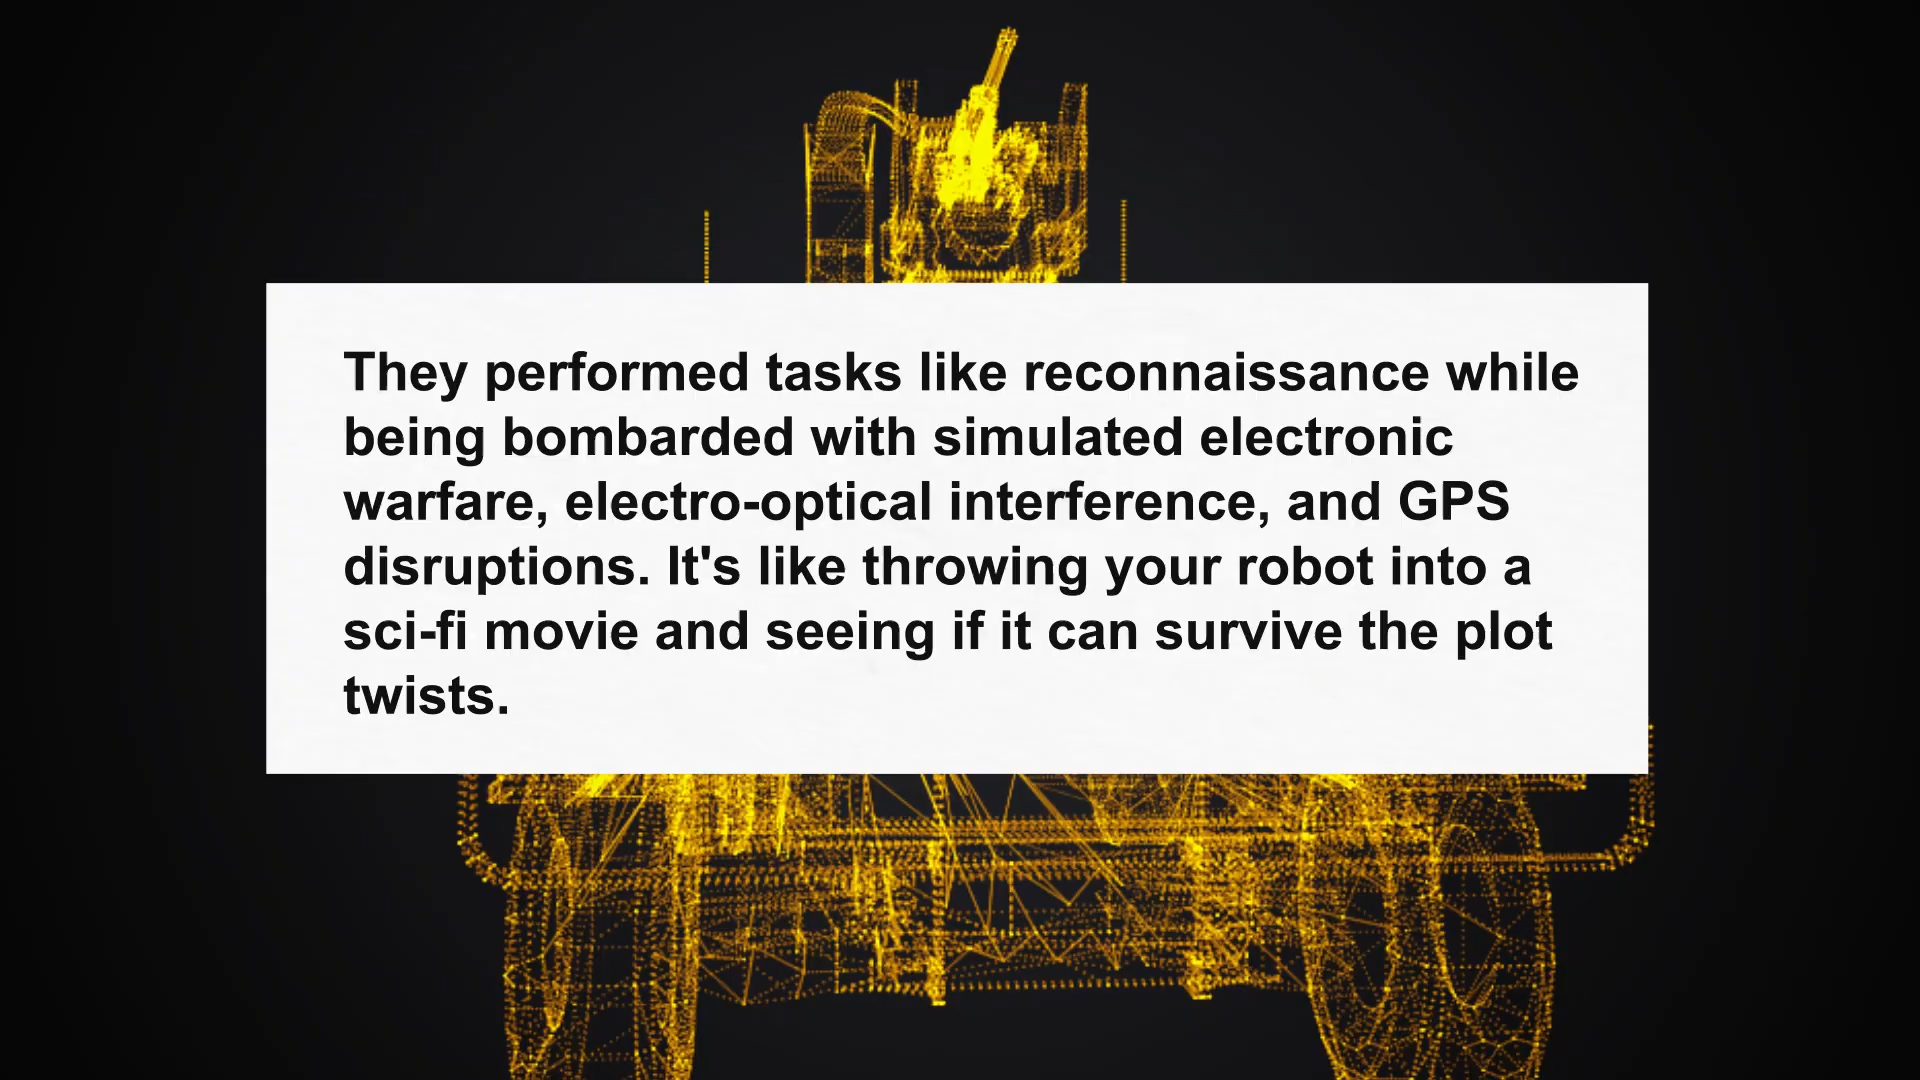 They performed tasks like reconnaissance while
being bombarded with simulated electronic
warfare, electro-optical interference, and GPS
disruptions. It's like throwing your robot into a
sci-fi movie and seeing if it can survive the plot
twists.